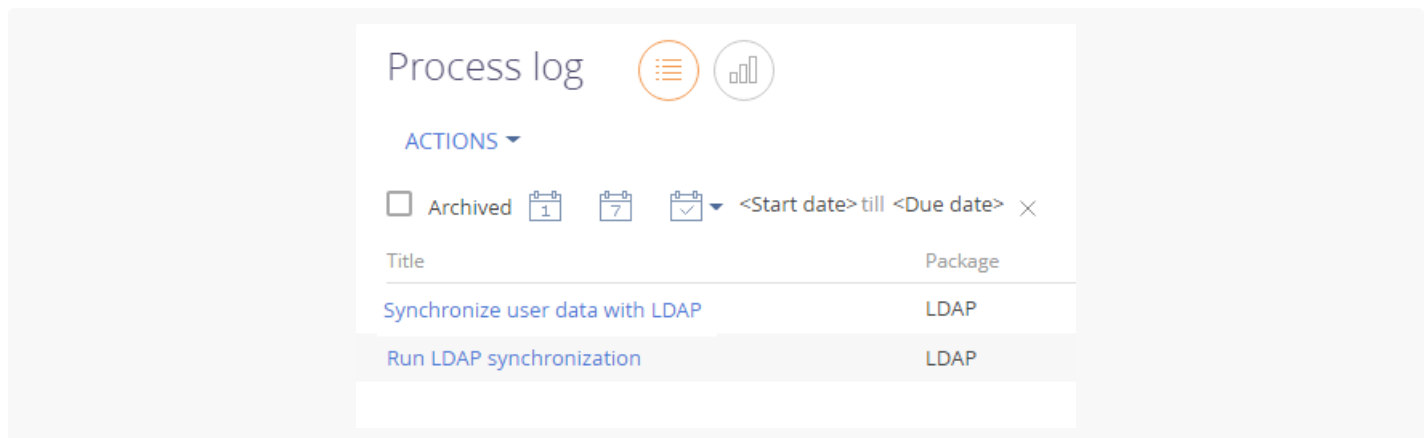 Process log
ACTIONS
Archived 1 7 <Start date> till <Due date>
Title Package
Synchronize user data with LDAP LDAP
Run LDAP synchronization LDAP